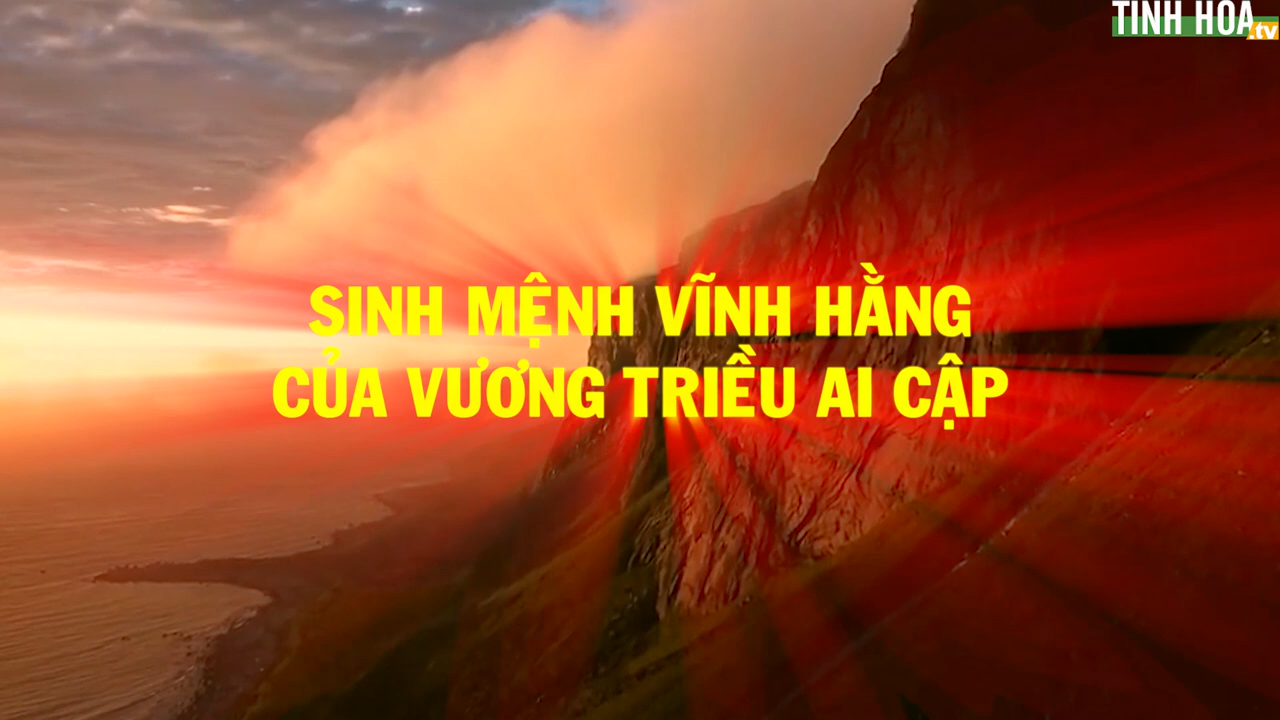 TINH HOA
.tv
SINH MỆNH VĨNH HẰNG
CỦA VƯƠNG TRIỀU AI CẬP